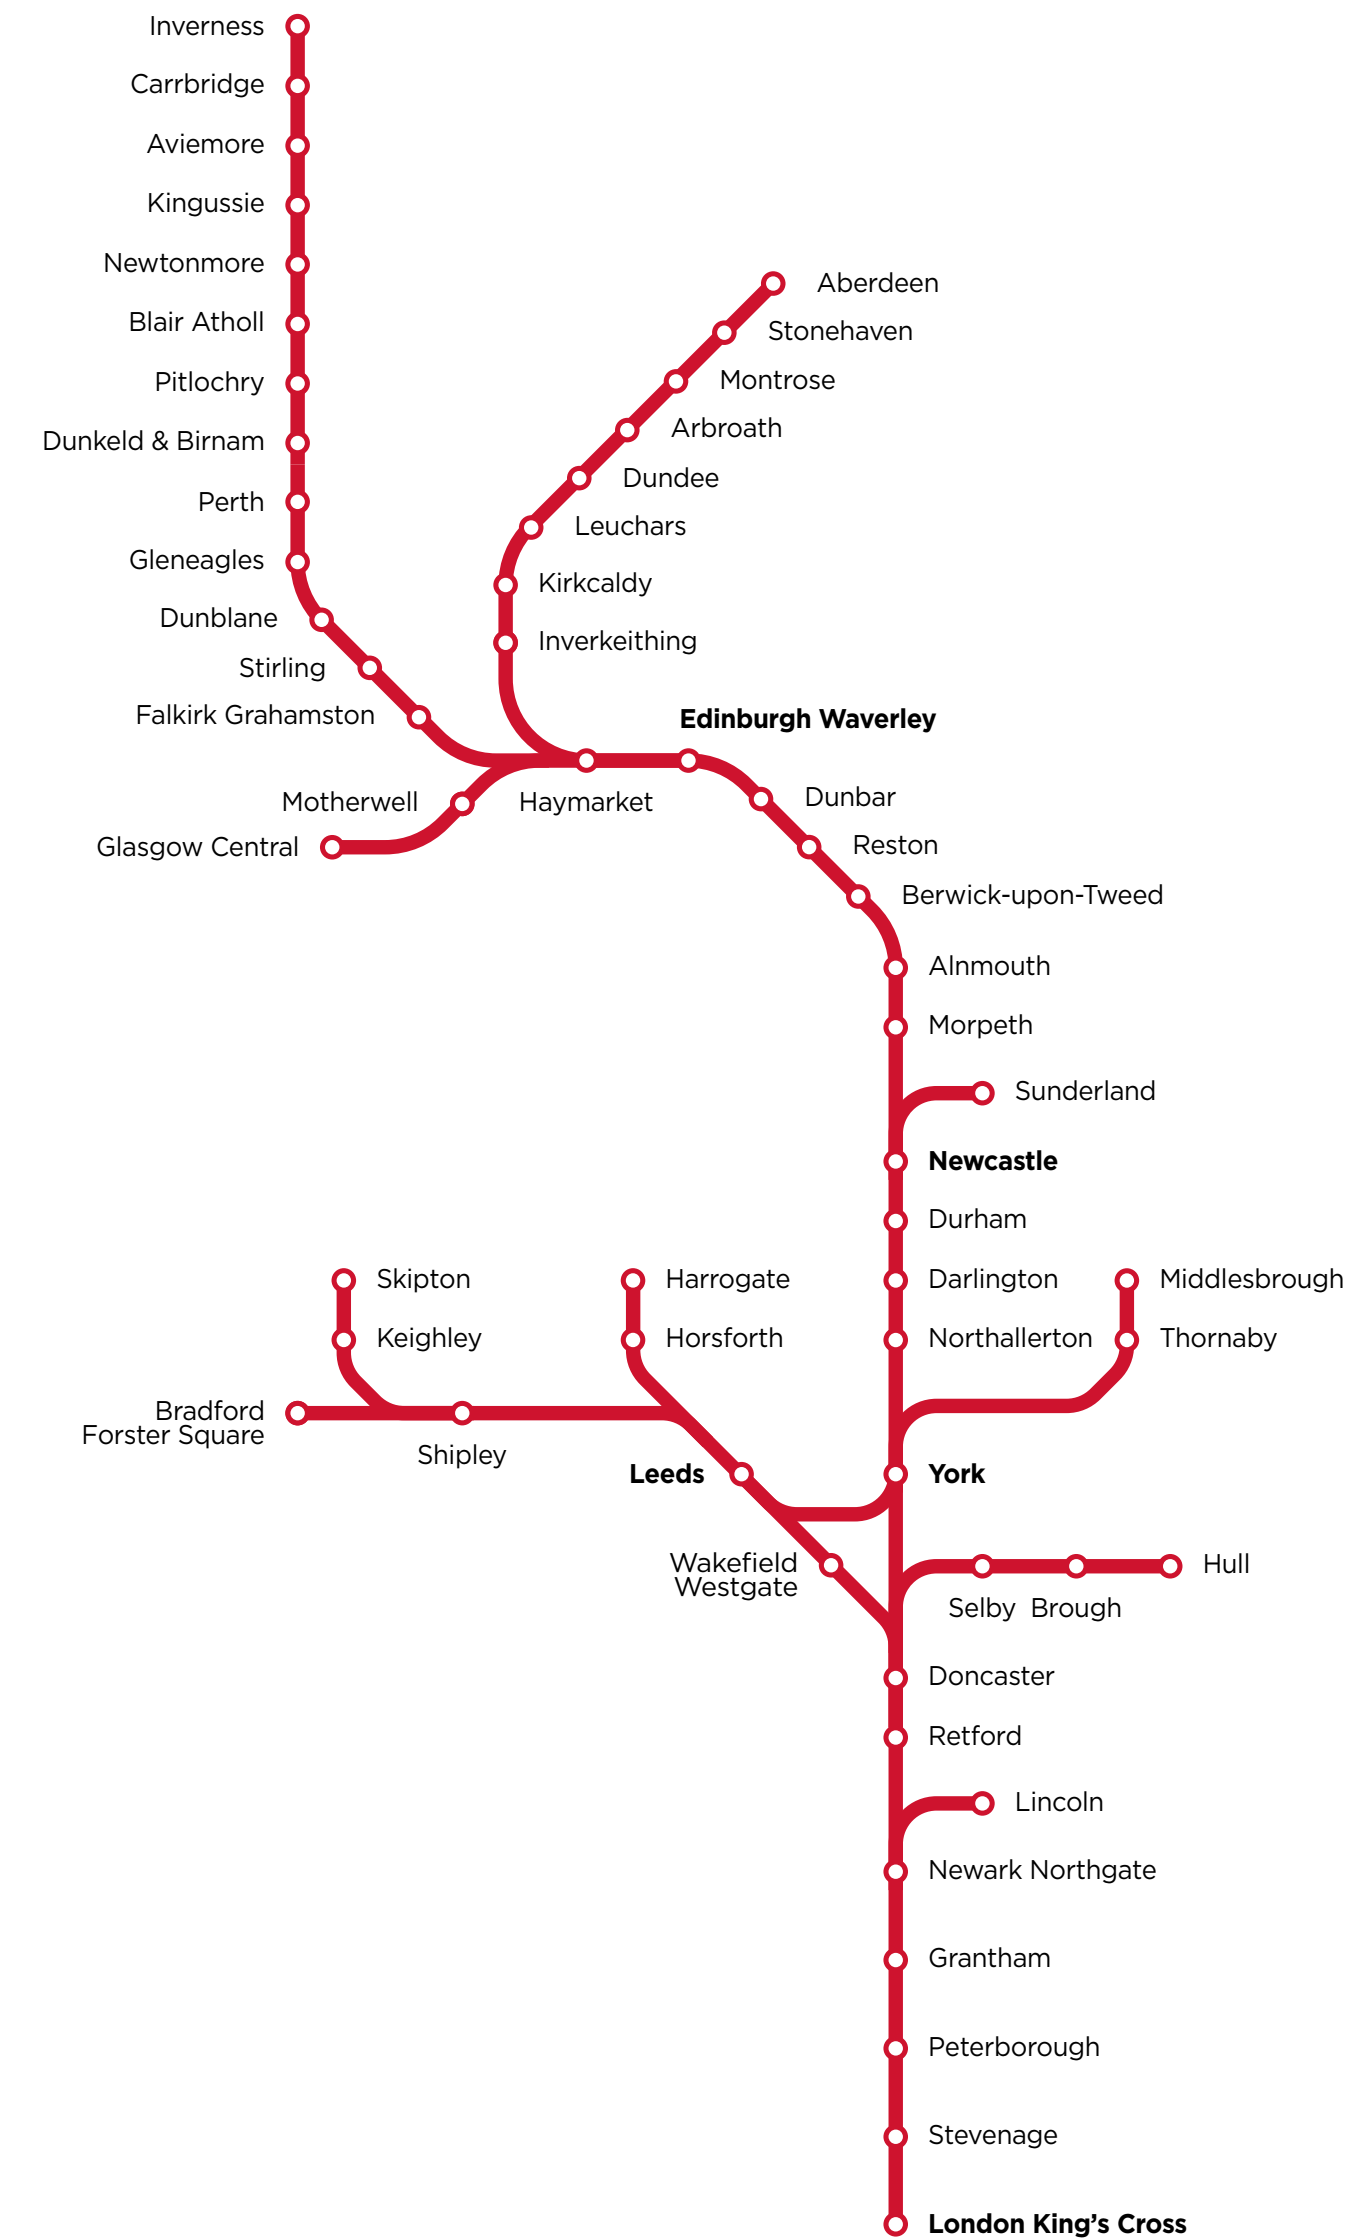 Inverness
Carrbridge
Aviemore
Kingussie
Newtonmore
Blair Atholl
Pitlochry
Dunkeld & Birnam
Perth
Gleneagles
Dunblane
Stirling
Falkirk Grahamston
Motherwell
Glasgow Central
Aberdeen
Stonehaven
Montrose
Arbroath
Dundee
Leuchars
Kirkcaldy
Inverkeithing
Haymarket
Edinburgh Waverley
Dunbar
Reston
Berwick-upon-Tweed
Alnmouth
Morpeth
Sunderland
Newcastle
Durham
Darlington
Northallerton
Middlesbrough
Thornaby
Skipton
Keighley
Bradford
Forster Square
Shipley
Harrogate
Horsforth
Leeds
York
Wakefield
Westgate
Selby
Brough
Hull
Doncaster
Retford
Lincoln
Newark Northgate
Grantham
Peterborough
Stevenage
London King’s Cross